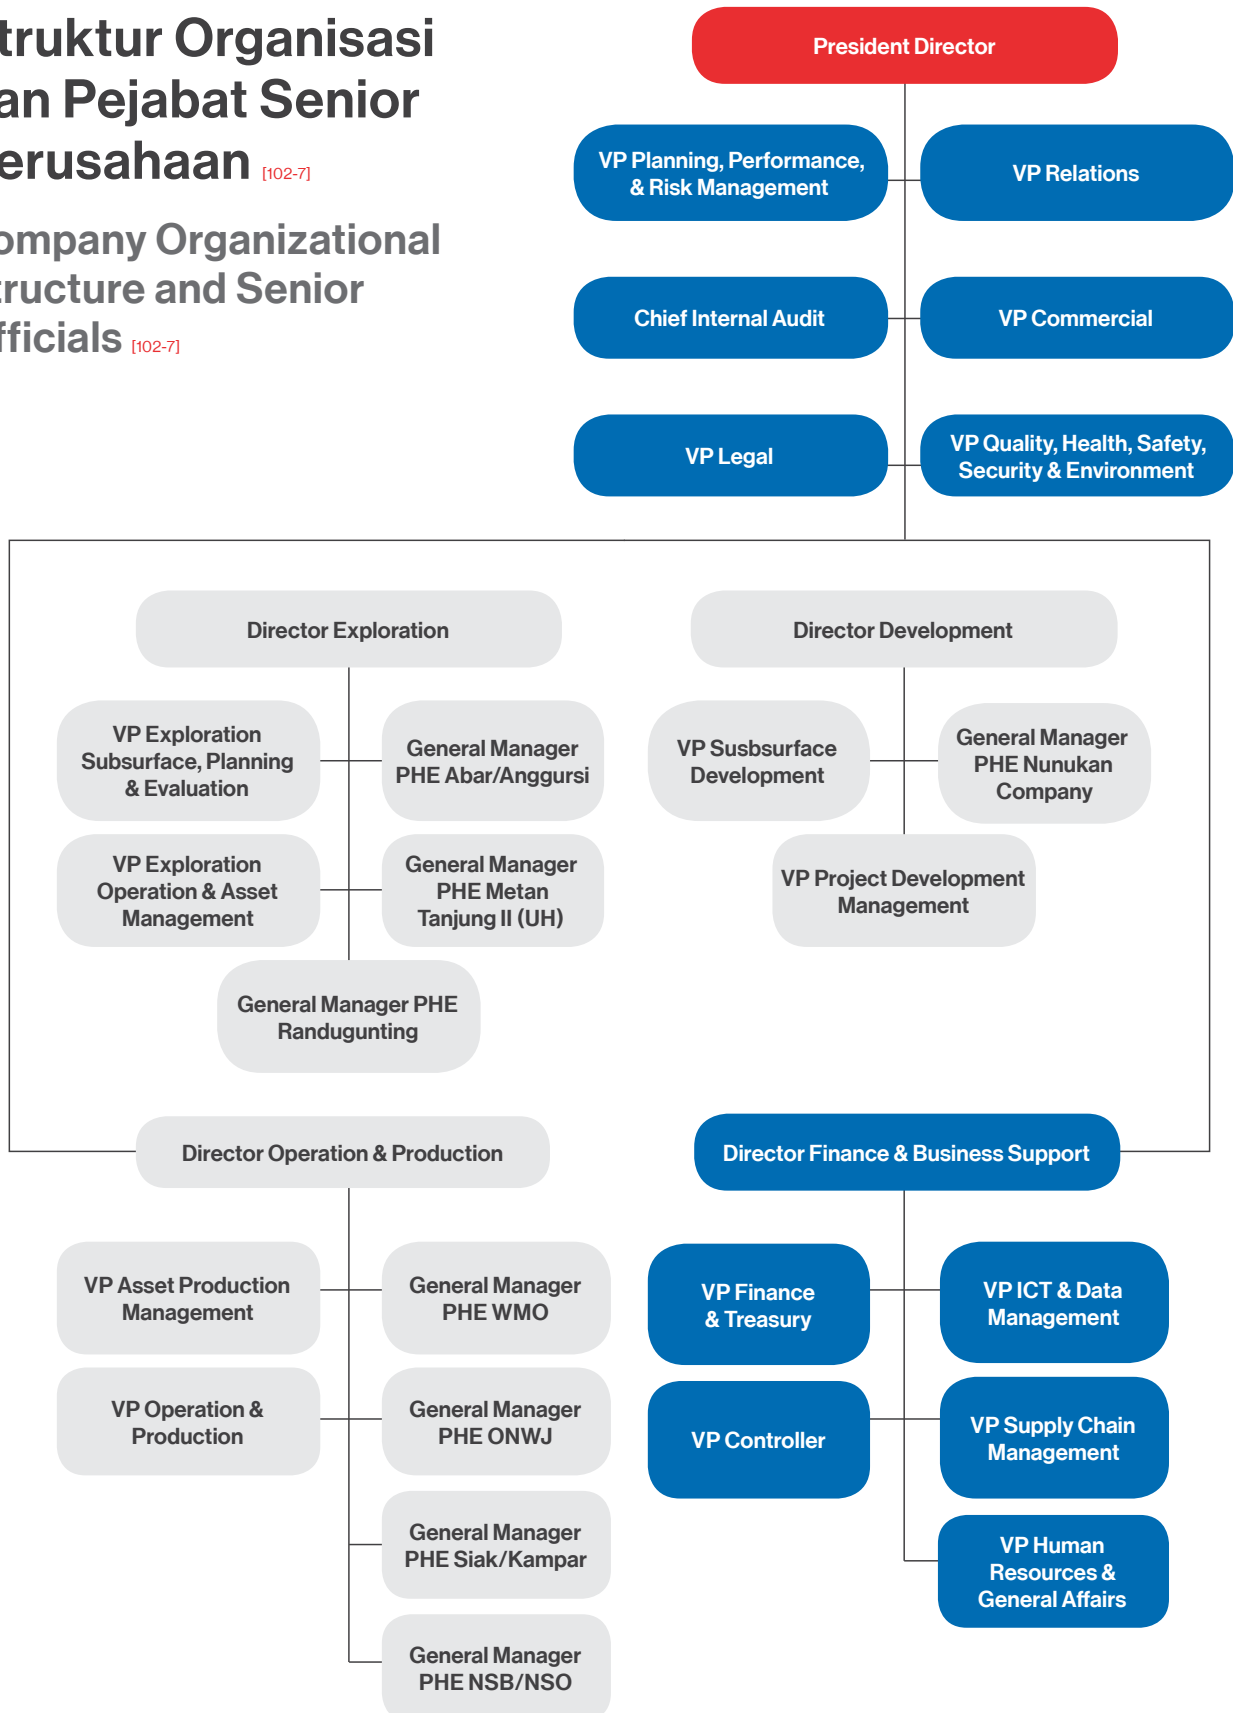 truktur Organisasi
an Pejabat Senior
erusahaan [102-7]
ompany Organizational
tructure and Senior
fficials [102-7]
President Director
VP Planning, Performance,
& Risk Management
VP Relations
Chief Internal Audit
VP Commercial
VP Legal
VP Quality, Health, Safety,
Security & Environment
Director Exploration
Director Development
VP Exploration
Subsurface, Planning
& Evaluation
General Manager
PHE Abar/Anggursi
VP Susbsurface
Development
General Manager
PHE Nunukan
Company
VP Exploration
Operation & Asset
Management
General Manager
PHE Metan
Tanjung II (UH)
VP Project Development
Management
General Manager PHE
Randugunting
Director Operation & Production
Director Finance & Business Support
VP Asset Production
Management
General Manager
PHE WMO
VP Finance
& Treasury
VP ICT & Data
Management
VP Operation &
Production
General Manager
PHE ONWJ
VP Controller
VP Supply Chain
Management
General Manager
PHE Siak/Kampar
VP Human
Resources &
General Affairs
General Manager
PHE NSB/NSO